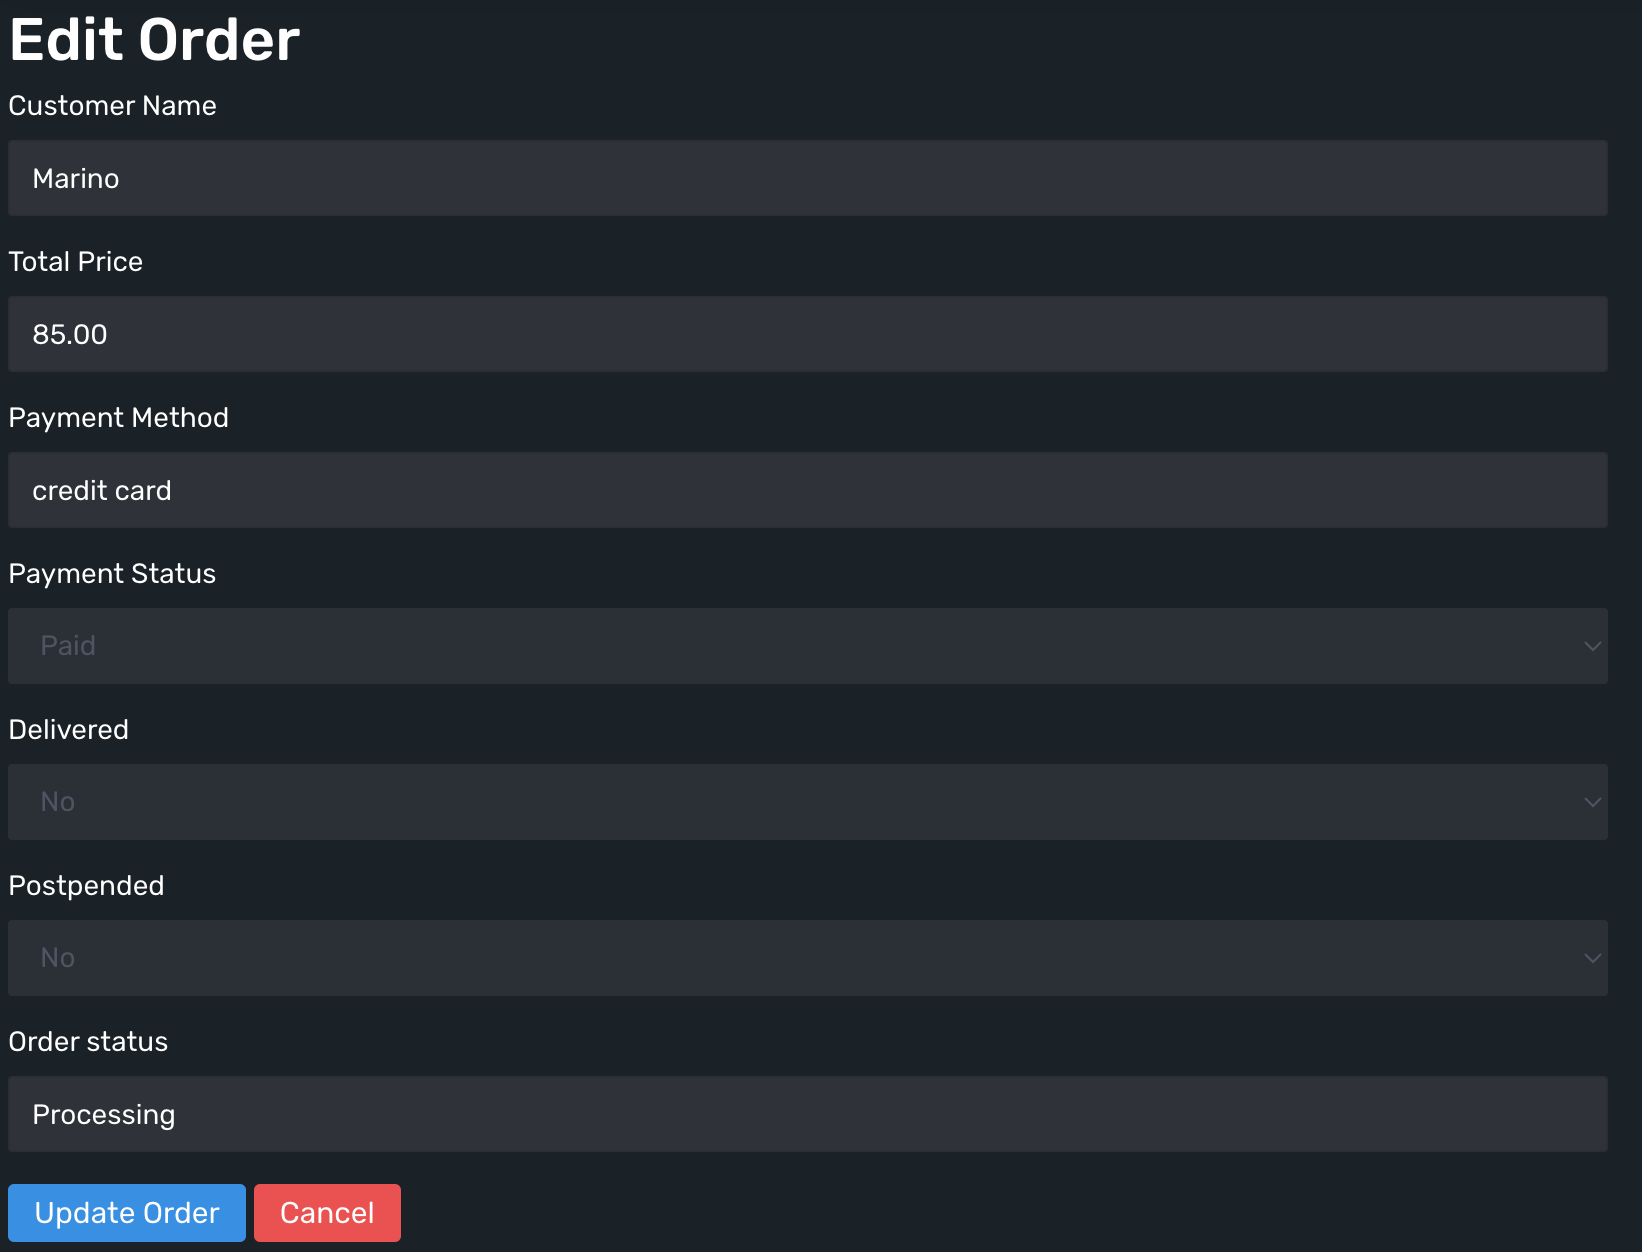 Edit Order
Customer Name
Marino
Total Price
85.00
Payment Method
credit card
Payment Status
Paid
Delivered
No
Postpended
No
Order status
Processing
Update Order Cancel